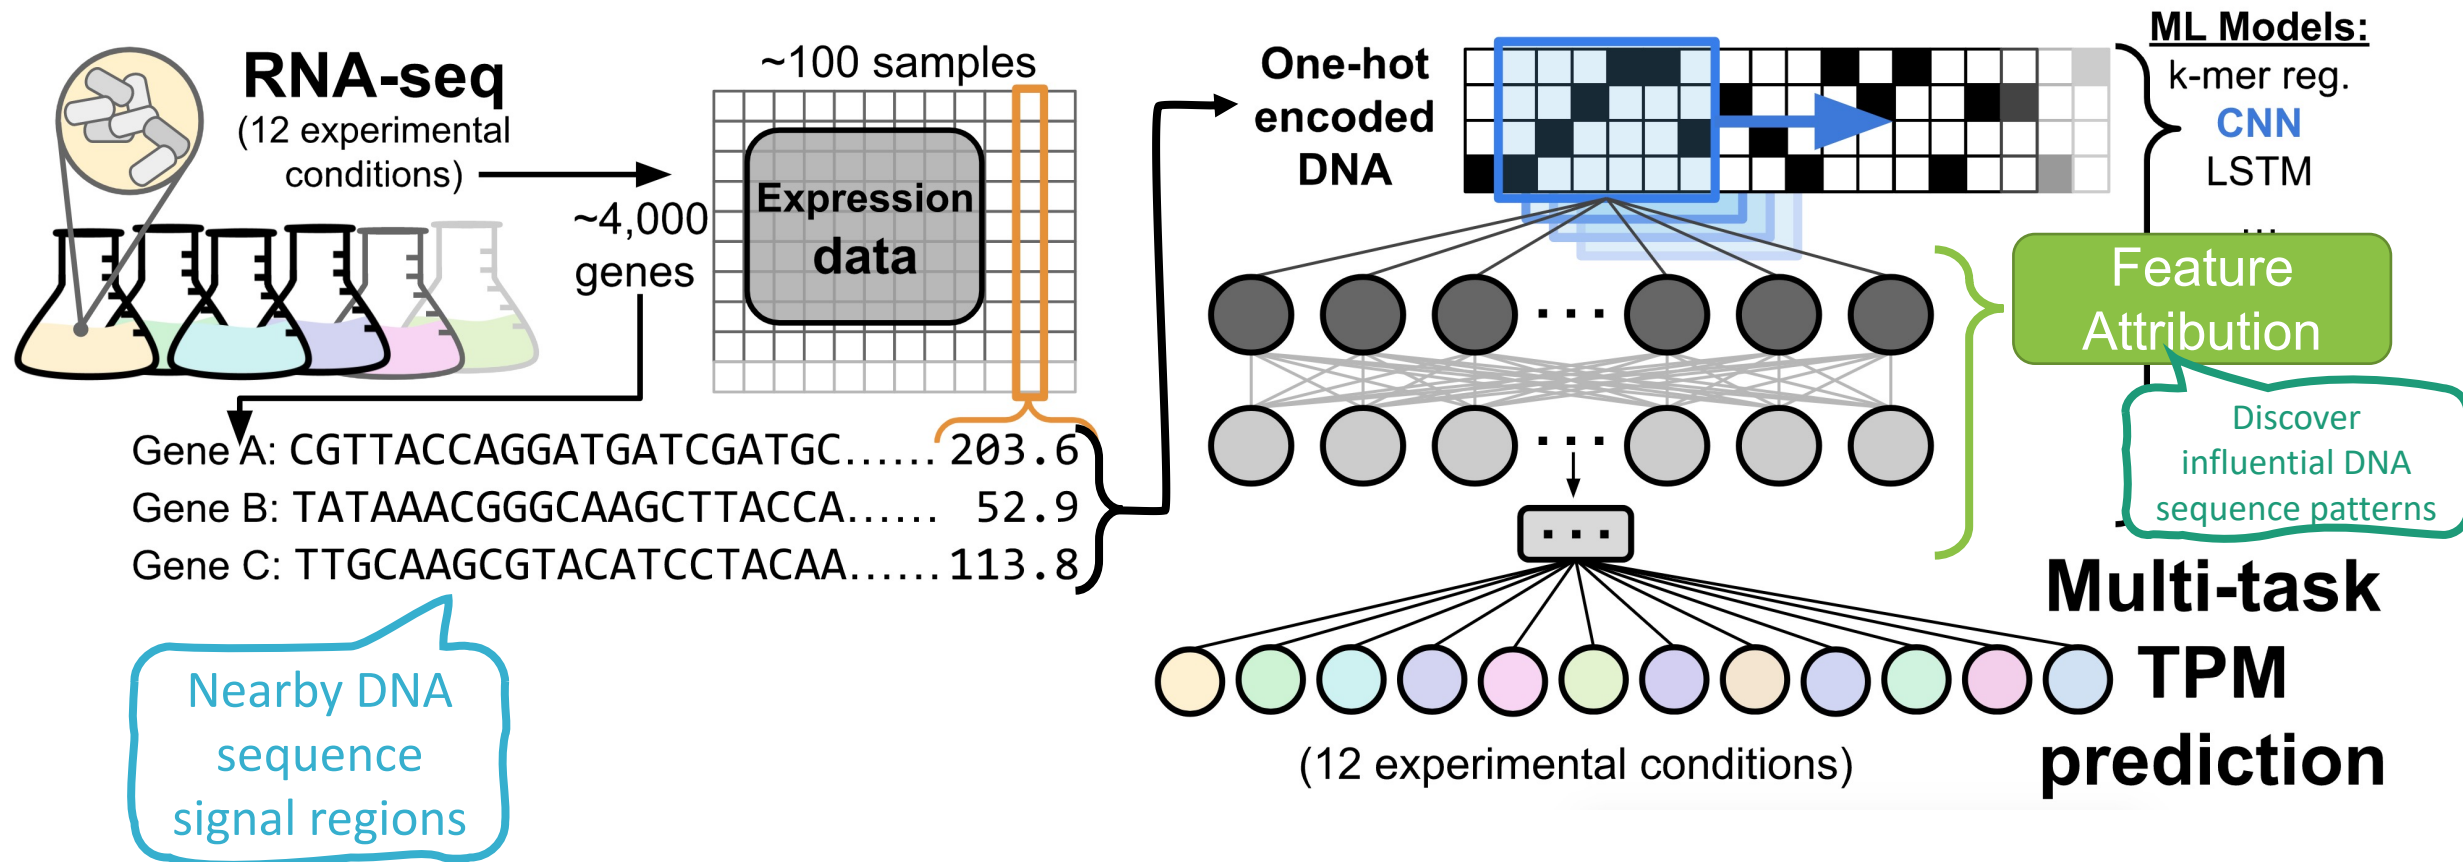 RNA-seq
(12 experimental
conditions)
~100 samples
~4,000
genes
Expression
data
Gene A: CGTTACCAGGATGATCGATGC...... 203.6
Gene B: TATAAACGGGCAAGCTTACCA...... 52.9
Gene C: TTGCAAGCGTACATCCTACAA...... 113.8
Nearby DNA
sequence
signal regions
One-hot
encoded
DNA
ML Models:
k-mer reg.
CNN
LSTM
...
Feature
Attribution
Discover
influential DNA
sequence patterns
...
...
...
Multi-task
TPM
prediction
(12 experimental conditions)